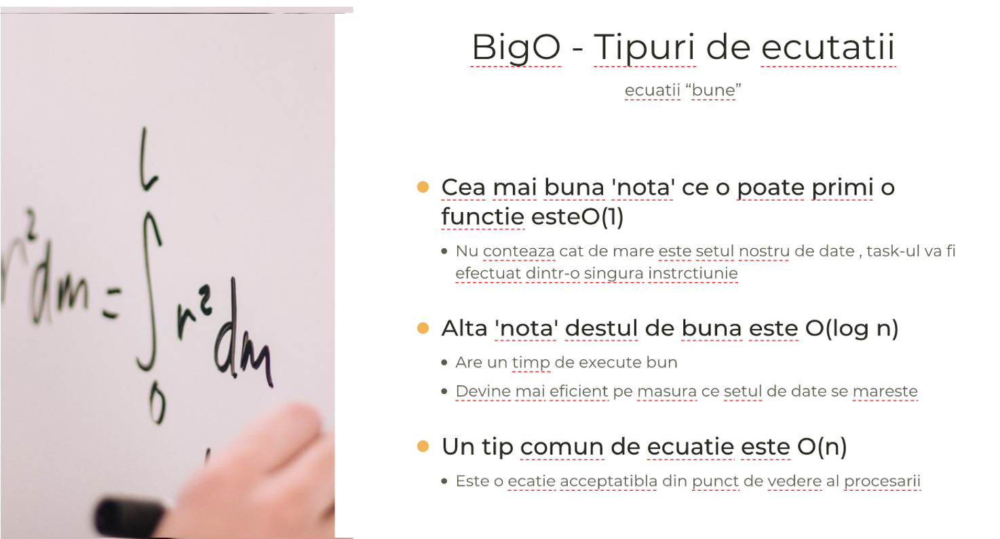 BigO - Tipuri de ecutatii
ecuatii “bune”
Cea mai buna 'nota' ce o poate primi o
functie esteO(1)
Nu conteaza cat de mare este setul nostru de date , task-ul va fi
efectuat dintr-o singura instrctiunie
Alta 'nota' destul de buna este O(log n)
Are un timp de execute bun
Devine mai eficient pe masura ce setul de date se mareste
Un tip comun de ecuatie este O(n)
Este o ecatie acceptatibla din punct de vedere al procesarii
L
r² dm = ∫ r² dm
0